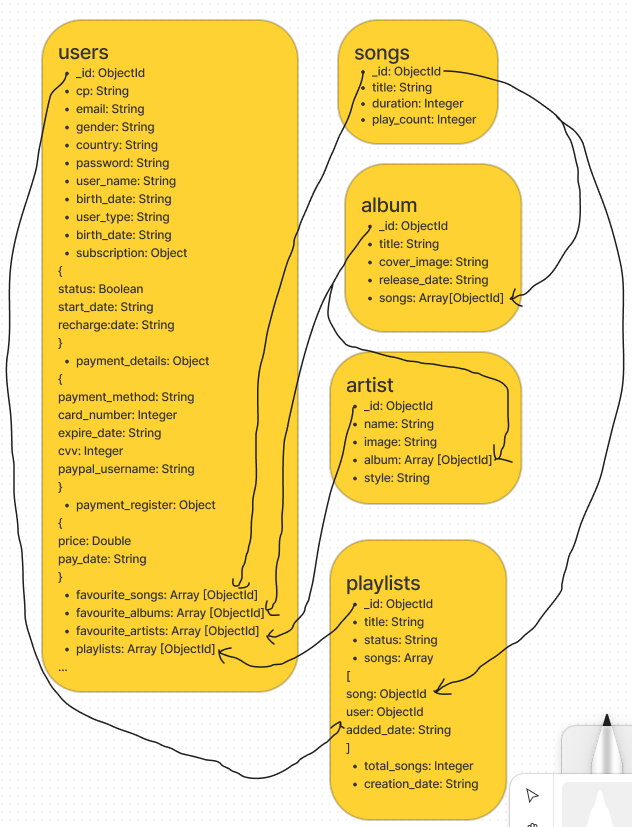 users
• _id: ObjectId
• cp: String
• email: String
• gender: String
• country: String
• password: String
• user_name: String
• birth_date: String
• user_type: String
• birth_date: String
• subscription: Object
{
status: Boolean
start_date: String
recharge:date: String
}
• payment_details: Object
{
payment_method: String
card_number: Integer
expire_date: String
cvv: Integer
paypal_username: String
}
• payment_register: Object
{
price: Double
pay_date: String
}
• favourite_songs: Array [ObjectId]
• favourite_albums: Array [ObjectId]
• favourite_artists: Array [ObjectId]
• playlists: Array [ObjectId]
...
songs
• _id: ObjectId
• title: String
• duration: Integer
• play_count: Integer
album
• _id: ObjectId
• title: String
• cover_image: String
• release_date: String
• songs: Array[ObjectId]
artist
• _id: ObjectId
• name: String
• image: String
• album: Array [ObjectId]
• style: String
playlists
• _id: ObjectId
• title: String
• status: String
• songs: Array
[
song: ObjectId
user: ObjectId
added_date: String
]
• total_songs: Integer
• creation_date: String